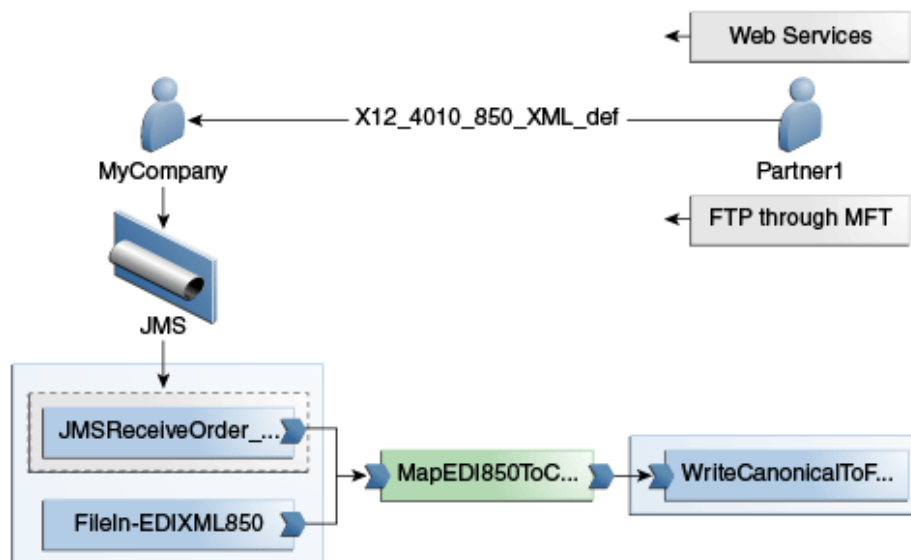 Web Services
X12_4010_850_XML_def
MyCompany
Partner1
FTP through MFT
JMS
JMSReceiveOrder_...
MapEDI850ToC...
WriteCanonicalToF...
FileIn-EDIXML850